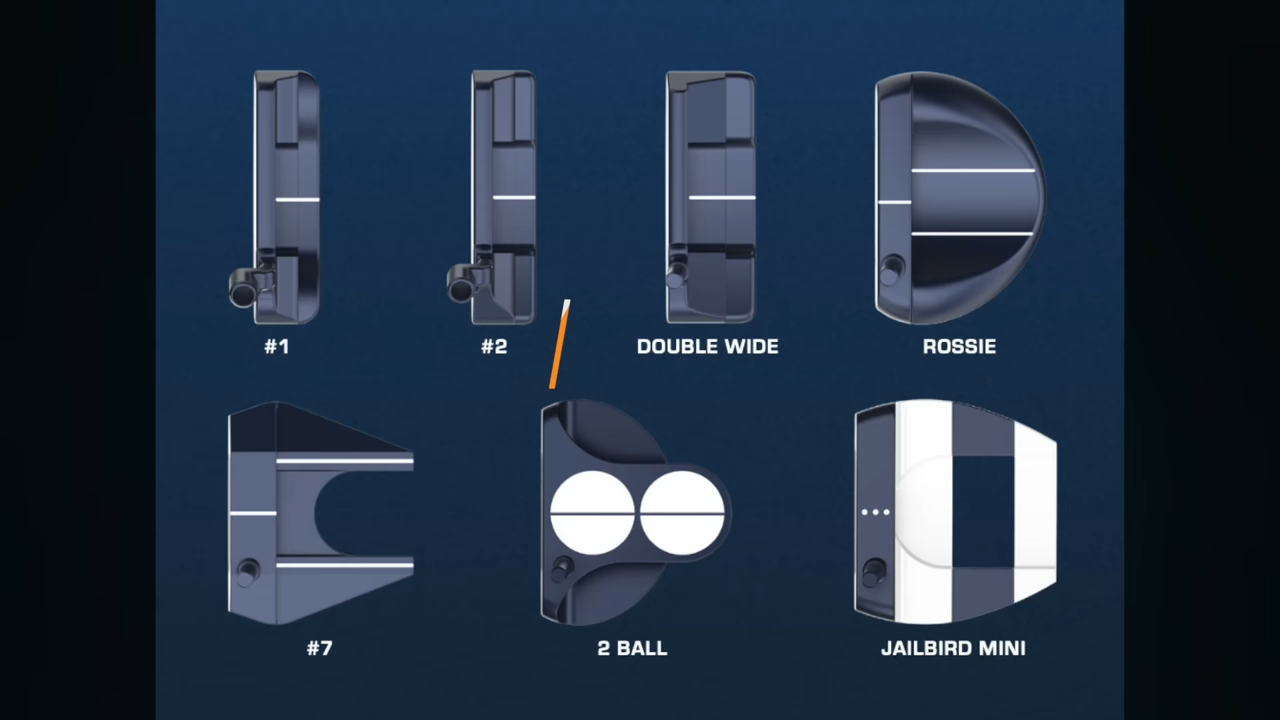 #1
#2
DOUBLE WIDE
ROSSIE
#7
2 BALL
JAILBIRD MINI